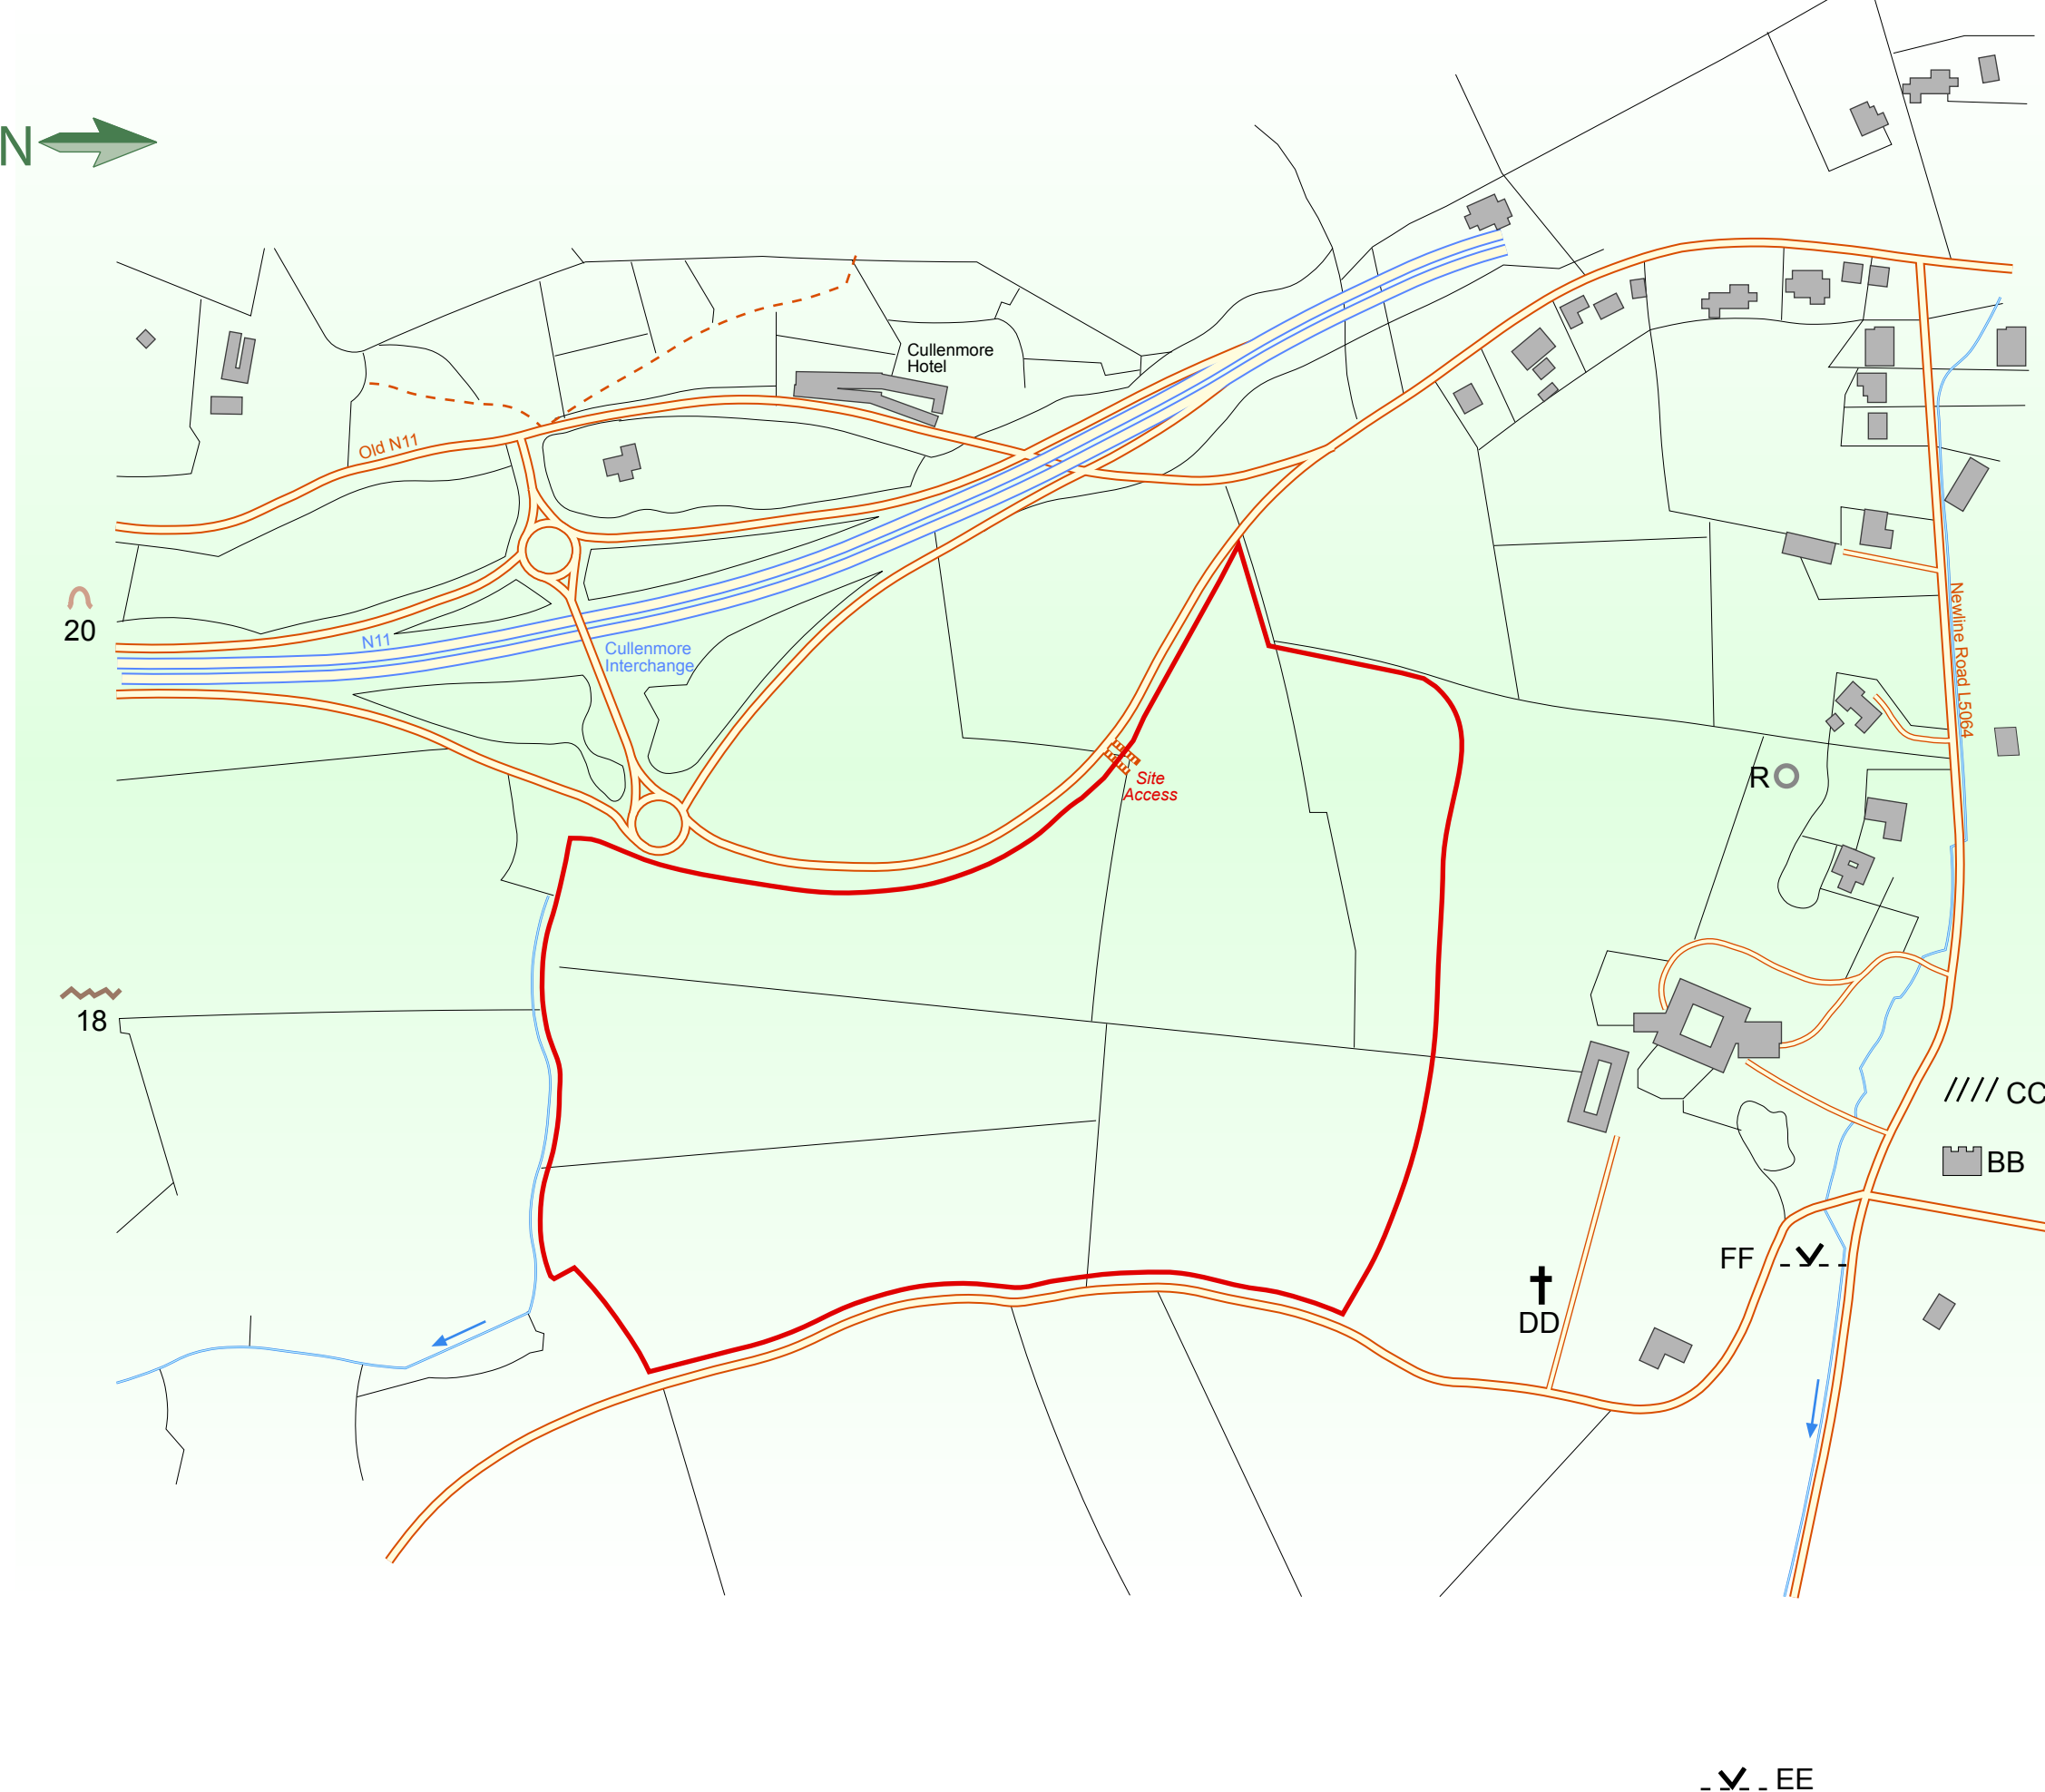 N
Cullenmore
Hotel
Old N11
20
N11
Cullenmore
Interchange
Newline Road L5064
Site
Access
R
18
CC
BB
FF
DD
EE